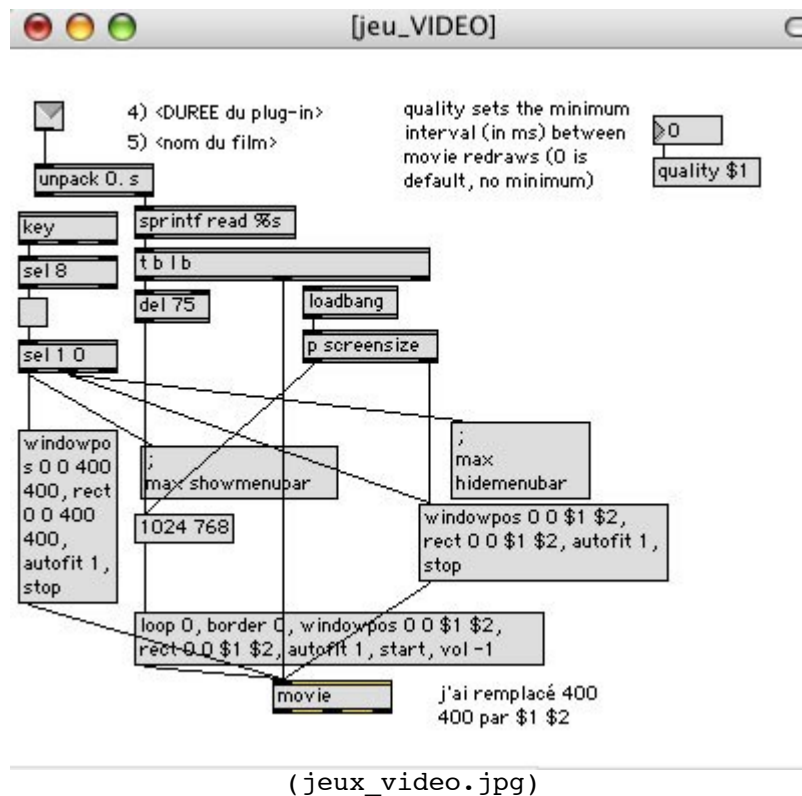 [jeu_VIDEO]
4) <DUREE du plug-in>
5) <nom du film>
quality sets the minimum
interval (in ms) between
movie redraws (0 is
default, no minimum)
0
quality $1
unpack 0. s
key
sprintf read %s
sel 8
t b l b
del 75
loadbang
sel 1 0
p screensize
windowpo
s 0 0 400
400, rect
0 0 400
400,
autofit 1,
stop
;
max showmenubar
;
max
hidemenubar
1024 768
windowpos 0 0 $1 $2,
rect 0 0 $1 $2, autofit 1,
stop
loop 0, border 0, windowpos 0 0 $1 $2,
rect 0 0 $1 $2, autofit 1, start, vol -1
movie
j'ai remplacé 400
400 par $1 $2
(jeux_video.jpg)